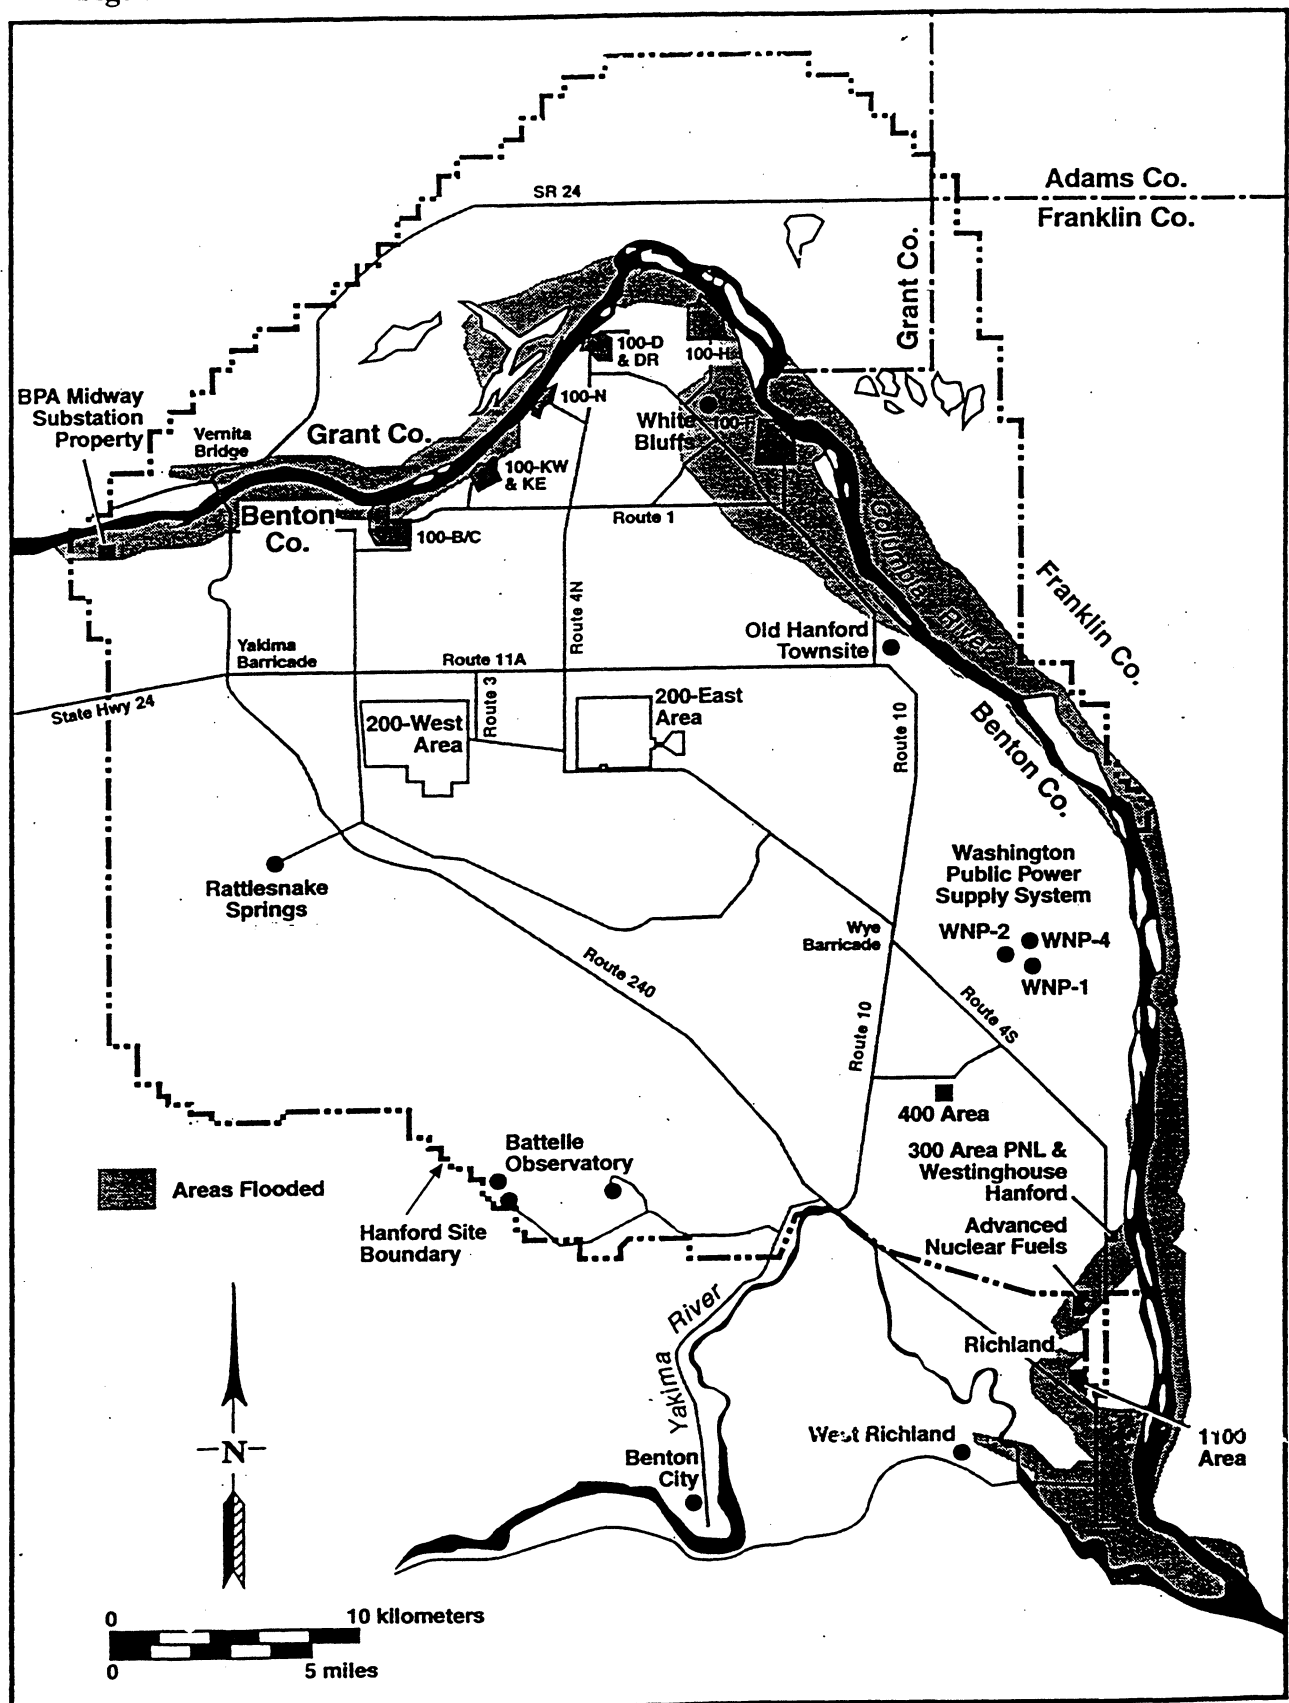 SR 24
Adams Co.
Franklin Co.
Grant Co.
100-D
& DR
100-H
BPA Midway
Substation
Property
100-N
Vernita
Bridge
Grant Co.
White
Bluffs
100-F
100-KW
& KE
Benton
Co.
Route 1
100-B/C
Columbia River
Franklin Co.
Route 4N
Old Hanford
Townsite
Yakima
Barricade
Route 11A
State Hwy 24
Route 3
200-East
Area
200-West
Area
Route 10
Benton Co.
Washington
Public Power
Supply System
Rattlesnake
Springs
WNP-2
WNP-4
Wye
Barricade
WNP-1
Route 240
Route 4S
Route 10
400 Area
Battelle
Observatory
300 Area PNL &
Westinghouse
Hanford
Areas Flooded
Hanford Site
Boundary
Advanced
Nuclear Fuels
Yakima River
Richland
West Richland
1100
Area
Benton
City
N
0
10 kilometers
0
5 miles